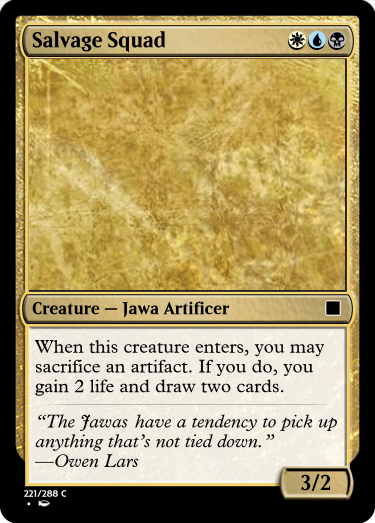 Salvage Squad
Creature — Jawa Artificer
When this creature enters, you may
sacrifice an artifact. If you do, you
gain 2 life and draw two cards.
“The Jawas have a tendency to pick up
anything that’s not tied down.”
—Owen Lars
3/2
221/288 C